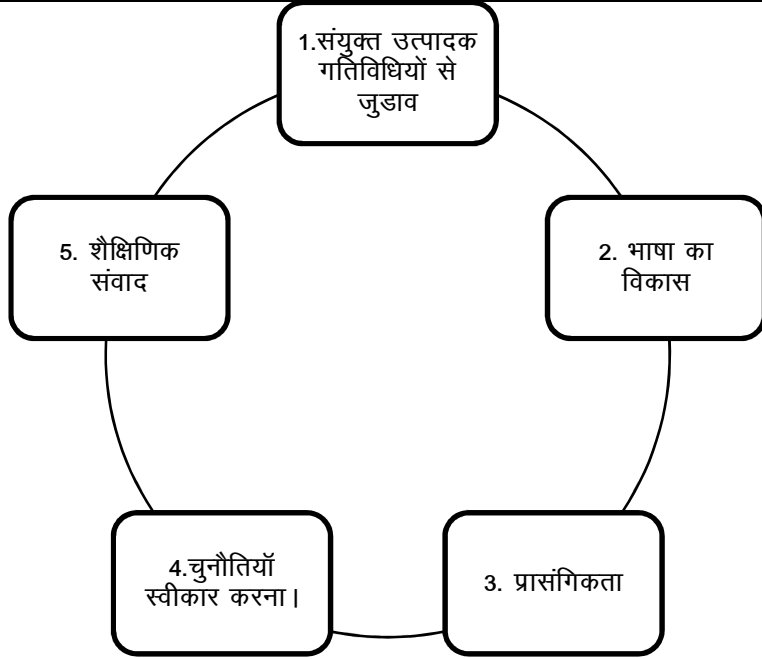 1.संयुक्त उत्पादक
गतिविधियों से
जुडाव
2. भाषा का
विकास
3. प्रासंगिकता
4.चुनौतियॉ
स्वीकार करना।
5. शैक्षिणिक
संवाद